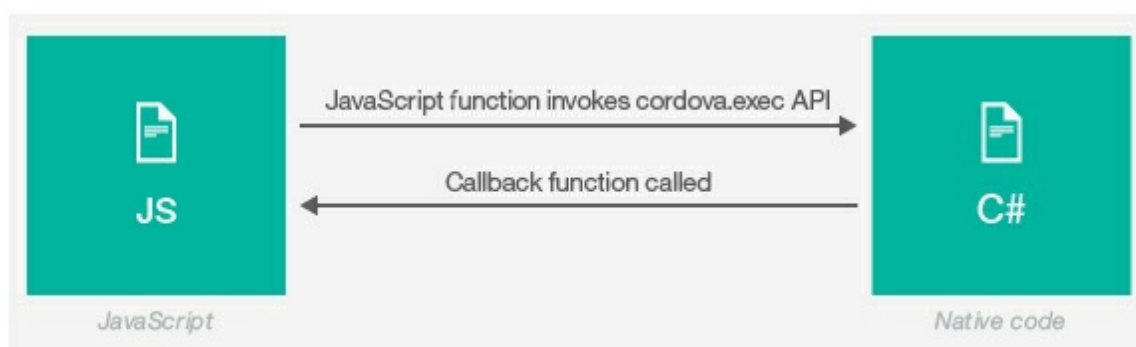 JavaScript function invokes cordova.exec API
Callback function called
JS
C#
JavaScript
Native code